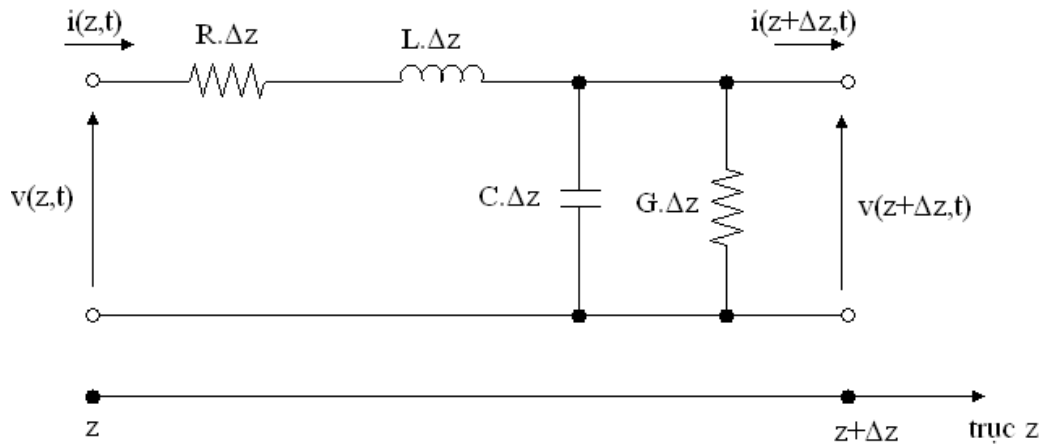 i(z,t)
R.Δz
L.Δz
i(z+Δz,t)
v(z,t)
C.Δz
G.Δz
v(z+Δz,t)
z
z+Δz
trục z